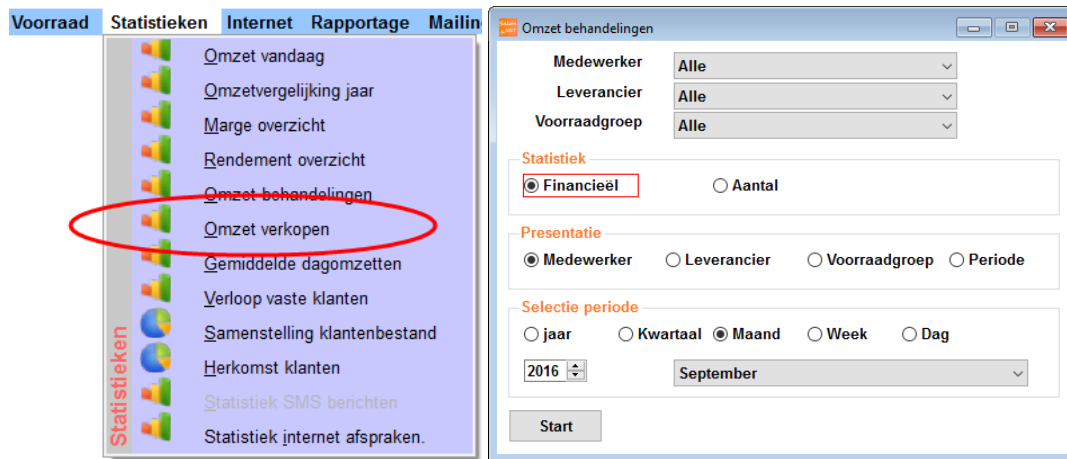 Voorraad Statistieken Internet Rapportage Mailin
Omzet vandaag
Omzetvergelijking jaar
Marge overzicht
Rendement overzicht
Omzet behandelingen
Omzet verkopen
Gemiddelde dagomzetten
Verloop vaste klanten
Samenstelling klantenbestand
Herkomst klanten
Statistiek SMS berichten
Statistiek internet afspraken.
Statistieken
Omzet behandelingen
Medewerker Alle
Leverancier Alle
Voorraadgroep Alle
Statistiek
Financieël Aantal
Presentatie
Medewerker Leverancier Voorraadgroep Periode
Selectie periode
jaar Kwartaal Maand Week Dag
2016 September
Start